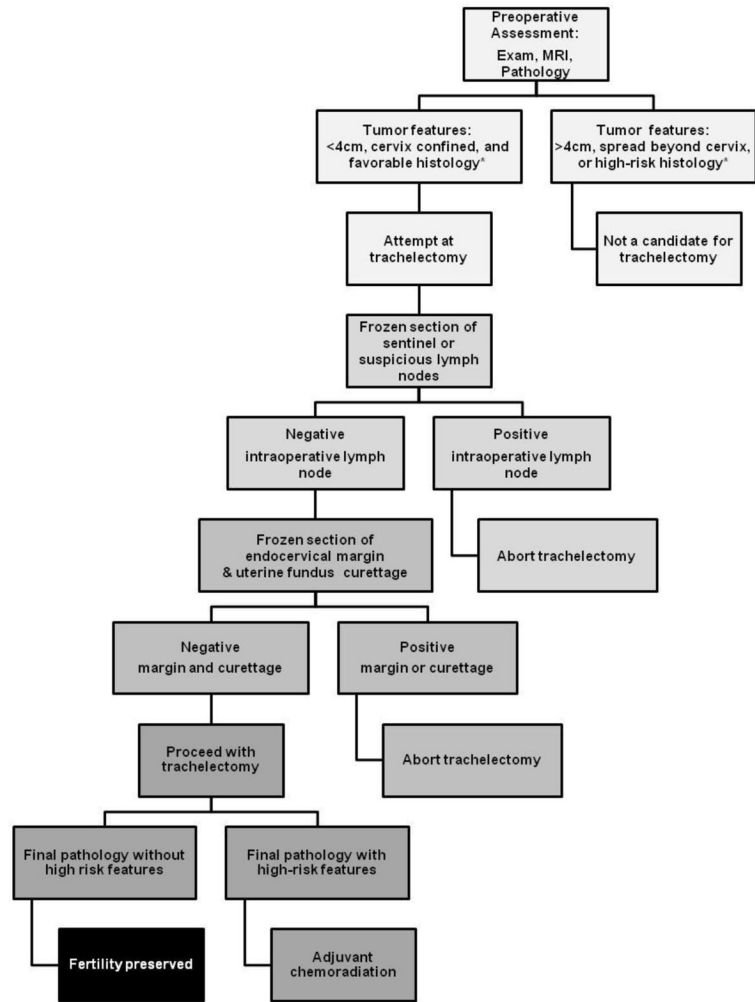 Preoperative
Assessment:
Exam, MRI,
Pathology
Tumor features:
<4cm, cervix confined, and
favorable histology*
Tumor features:
>4cm, spread beyond cervix,
or high-risk histology*
Attempt at
trachelectomy
Not a candidate for
trachelectomy
Frozen section of
sentinel or
suspicious lymph
nodes
Negative
intraoperative lymph
node
Positive
intraoperative lymph
node
Frozen section of
endocervical margin
& uterine fundus curettage
Abort trachelectomy
Negative
margin and curettage
Positive
margin or curettage
Proceed with
trachelectomy
Abort trachelectomy
Final pathology without
high risk features
Final pathology with
high-risk features
Fertility preserved
Adjuvant
chemoradiation